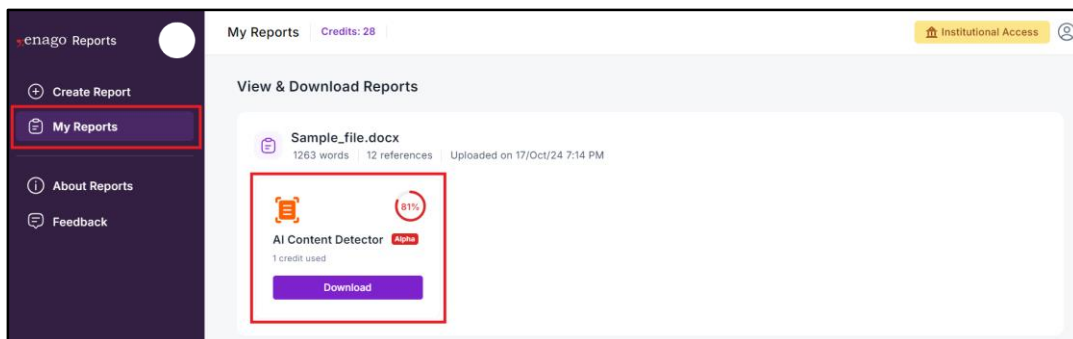 enago Reports
Create Report
My Reports
About Reports
Feedback
My Reports Credits: 28
Institutional Access
View & Download Reports
Sample_file.docx
1263 words 12 references Uploaded on 17/Oct/24 7:14 PM
81%
AI Content Detector Alpha
1 credit used
Download